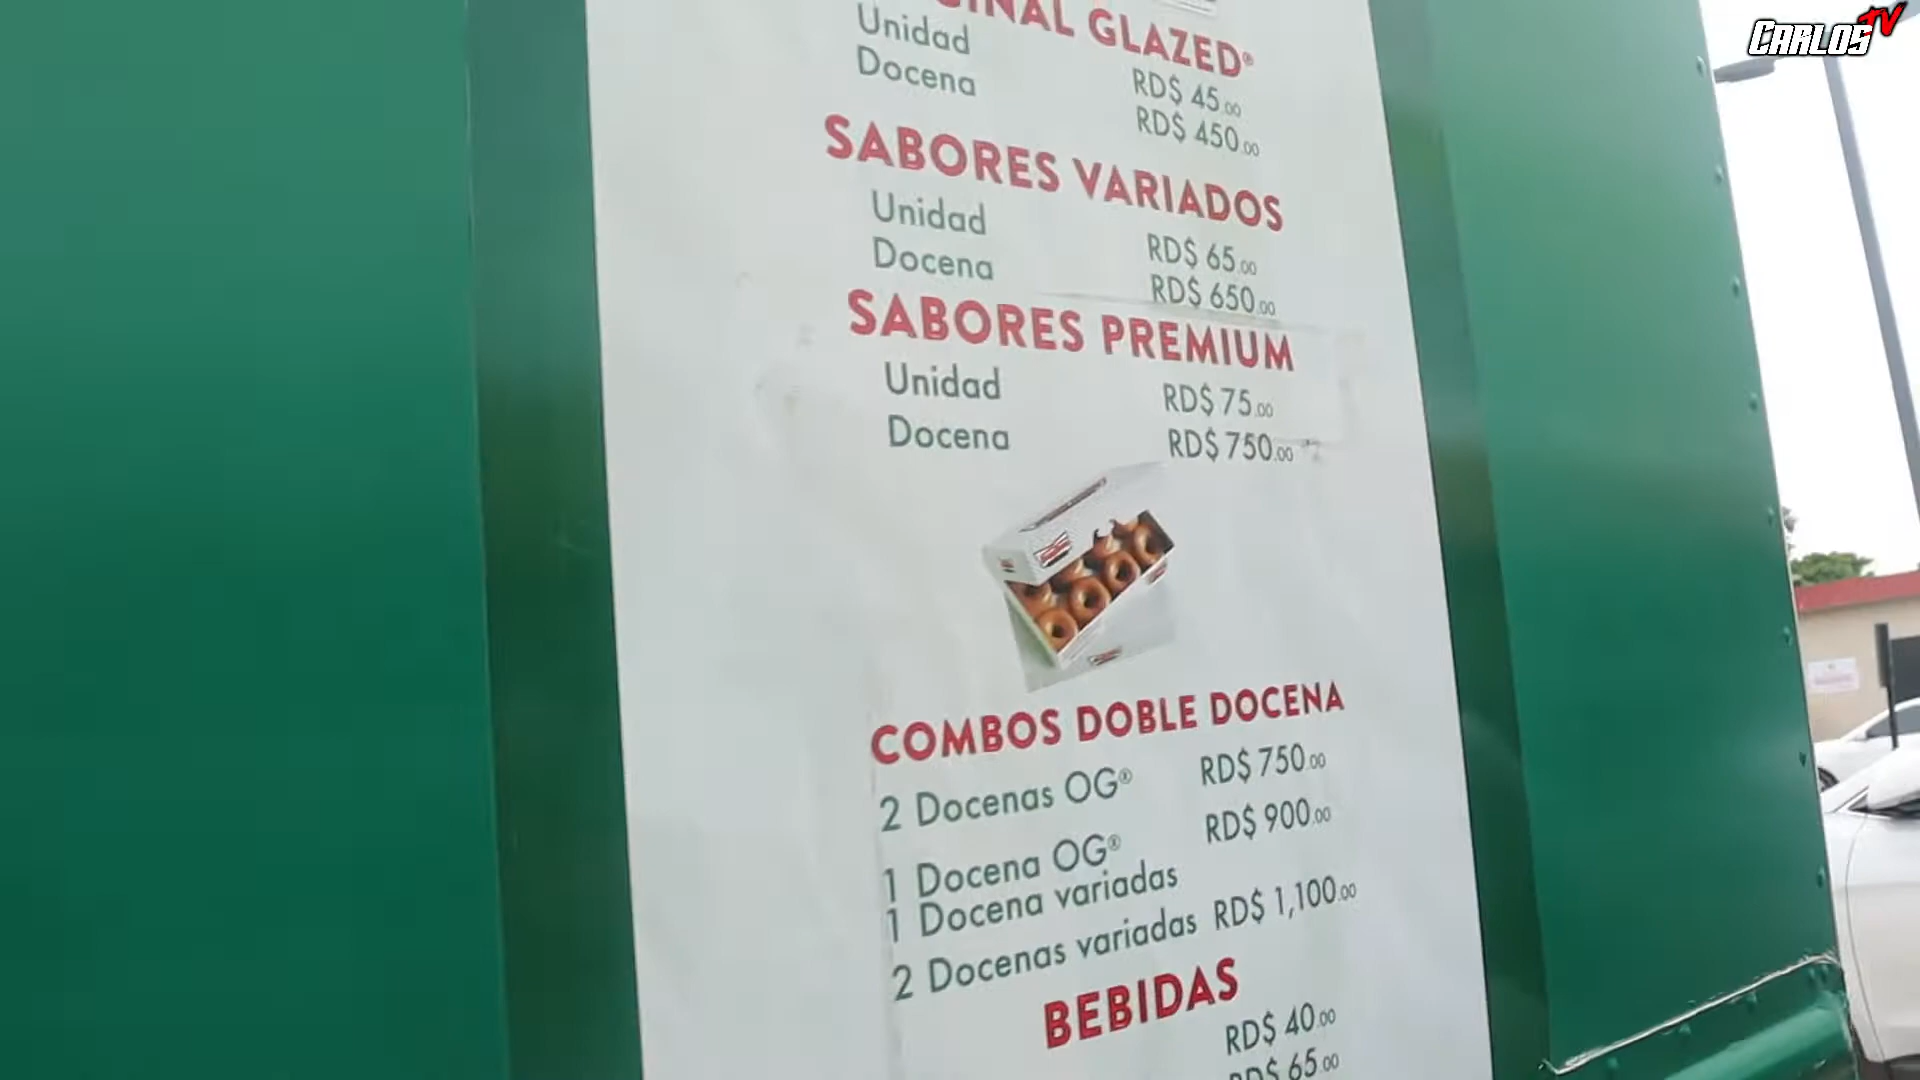 CARLOS TV
GLAZED®
Unidad RD$ 45.00
Docena RD$ 450.00
SABORES VARIADOS
Unidad RD$ 65.00
Docena RD$ 650.00
SABORES PREMIUM
Unidad RD$ 75.00
Docena RD$ 750.00
COMBOS DOBLE DOCENA
2 Docenas OG® RD$ 750.00
1 Docena OG® RD$ 900.00
1 Docena variadas
2 Docenas variadas RD$ 1,100.00
BEBIDAS
RD$ 40.00
RD$ 65.00